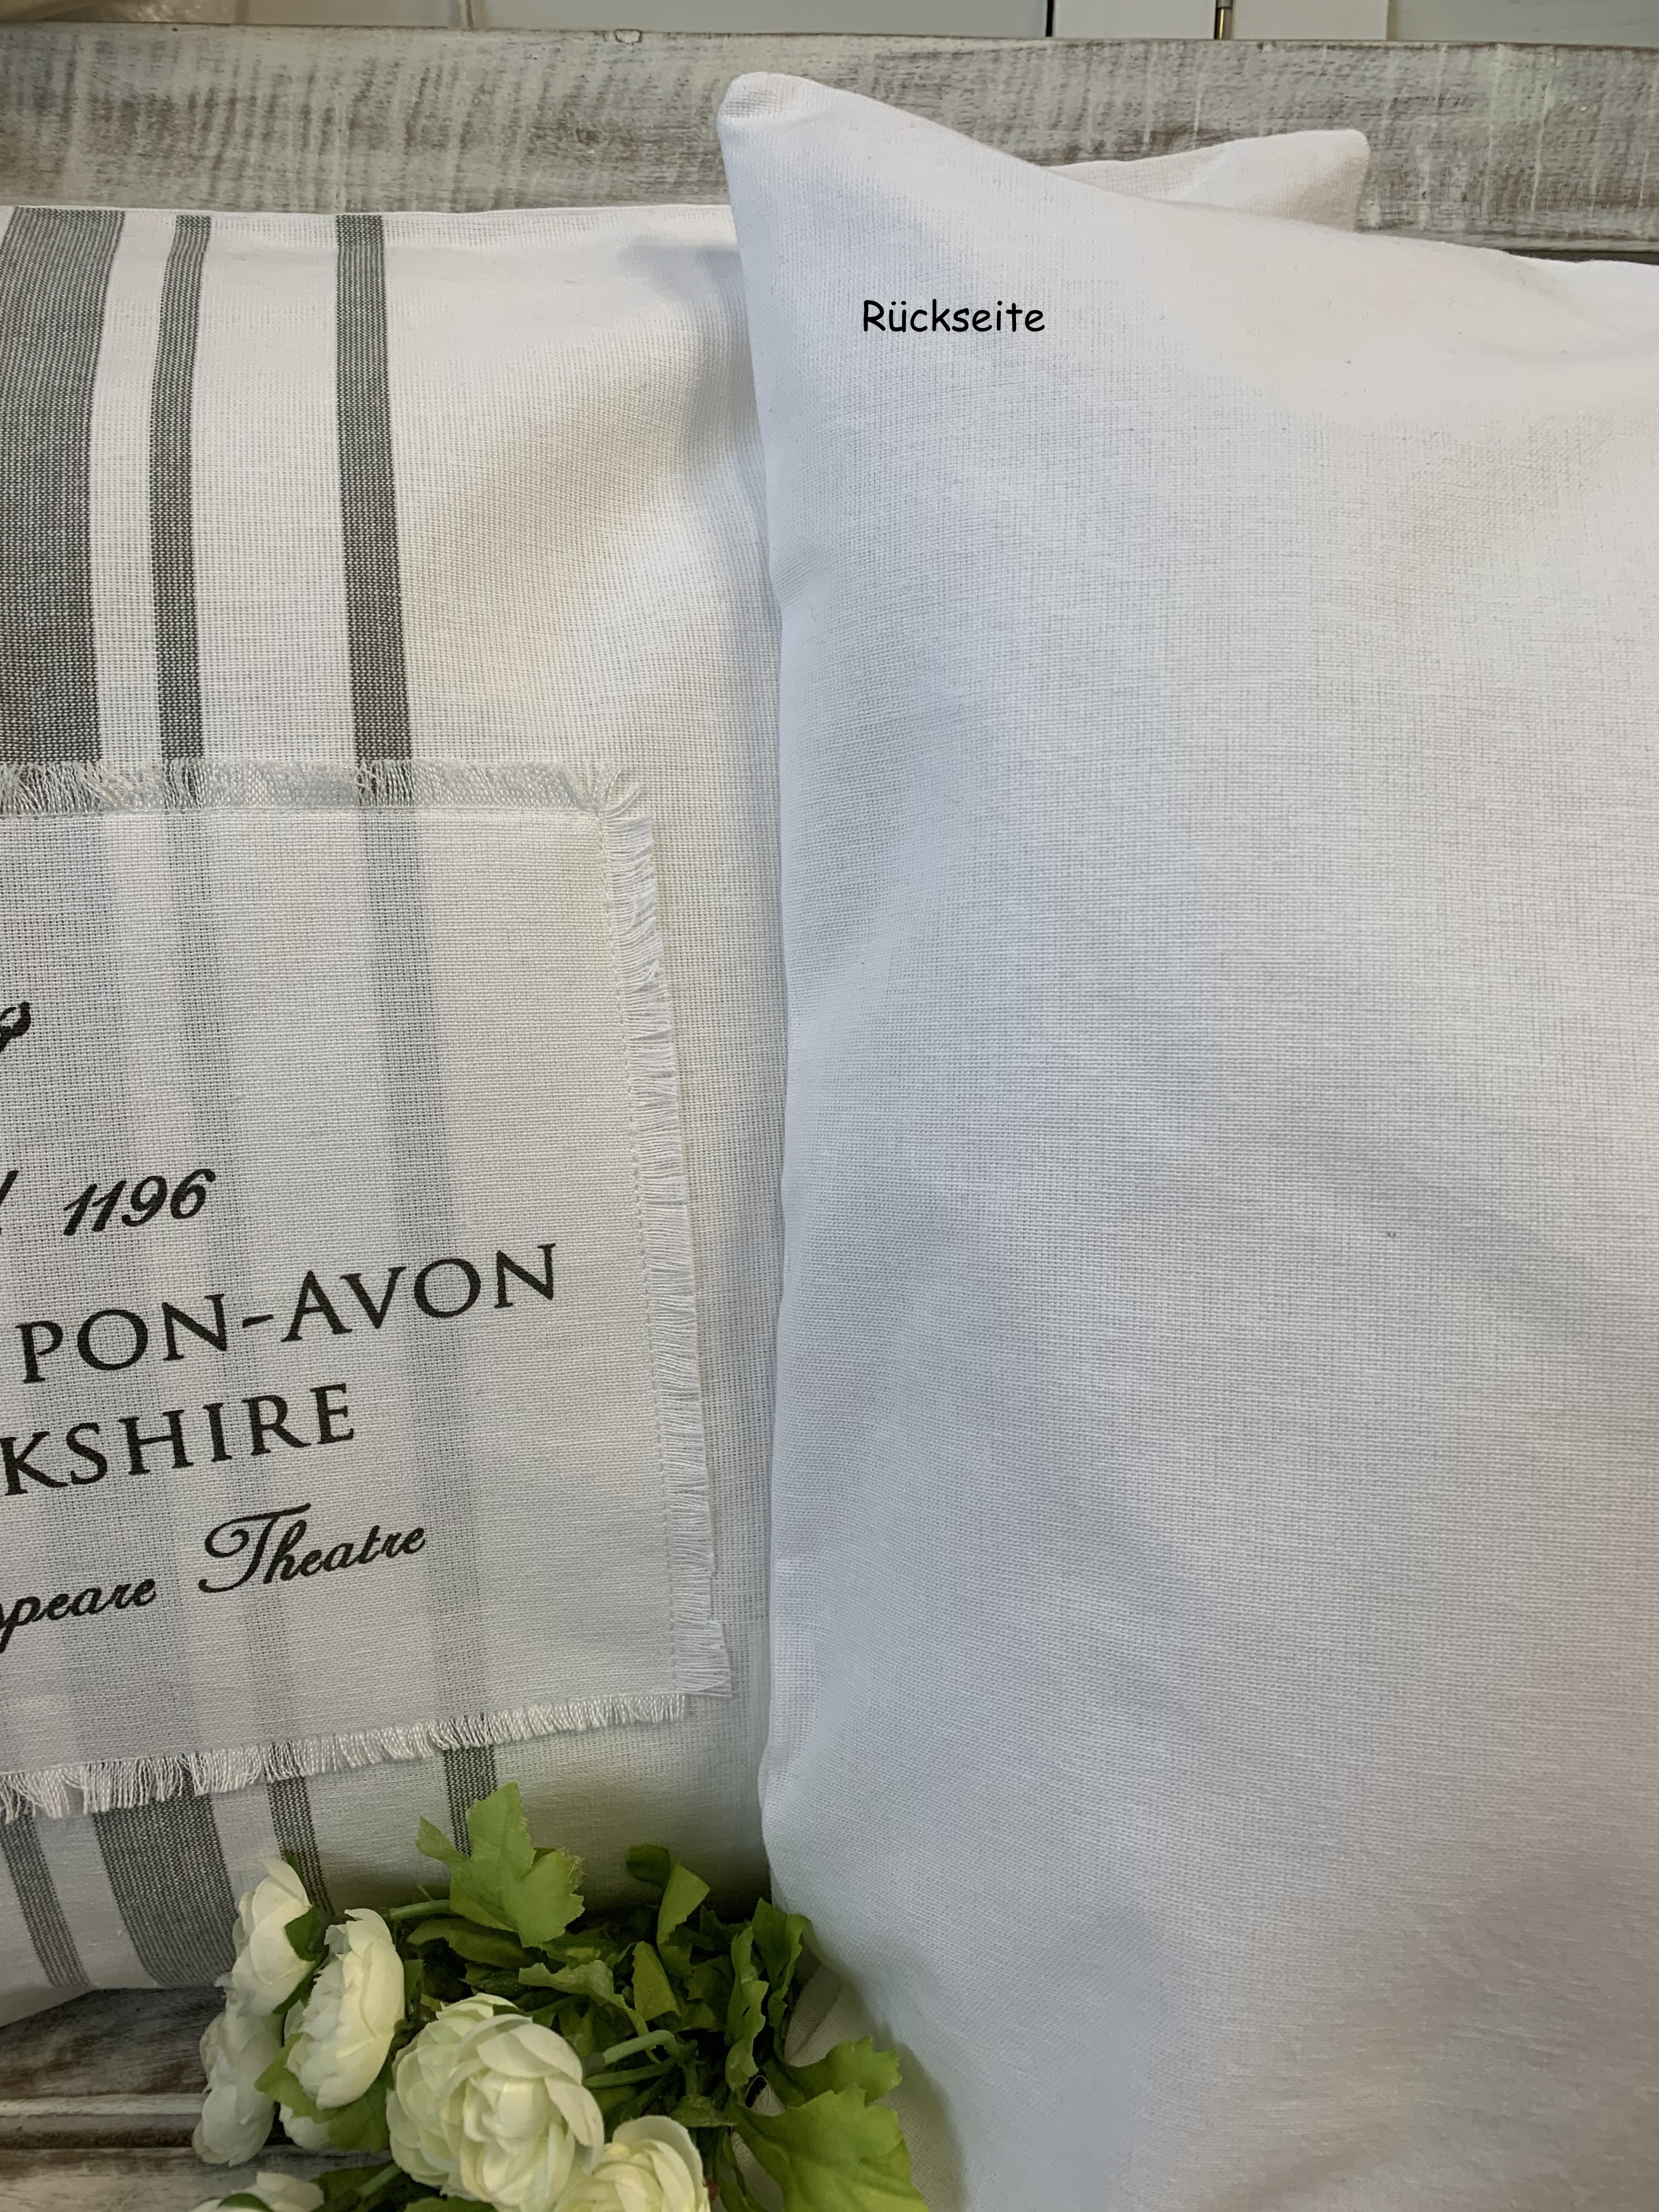 Rückseite
1196
PON-AVON
KSHIRE
peare Theatre